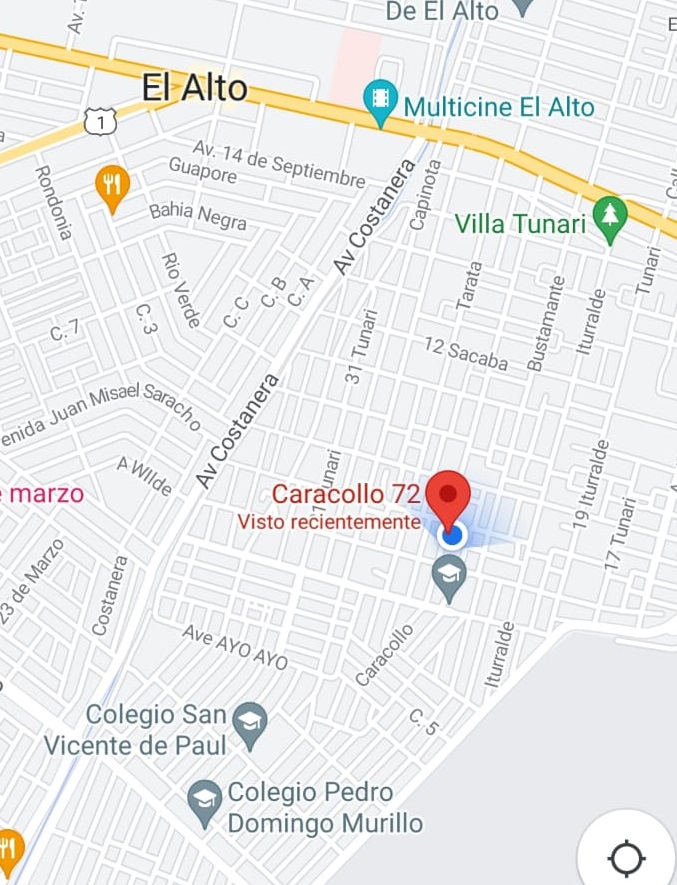 De El Alto
E
Av.
El Alto
1
Multicine El Alto
Av. 14 de Septiembre
Guapore
Capinota
Rondonia
Av Costanera
Bahia Negra
Villa Tunari
Tunari
Rio Verde
C. C
C. B
C. A
Tarata
Bustamante
Iturralde
C. 7
C. 3
31 Tunari
12 Sacaba
enida Juan Misael Saracho
Av Costanera
A WIlde
e marzo
Caracollo 72
Visto recientemente
19 Iturralde
17 Tunari
23 de Marzo
Costanera
Ave AYO AYO
Caracollo
Iturralde
Colegio San
Vicente de Paul
C. 5
Colegio Pedro
Domingo Murillo